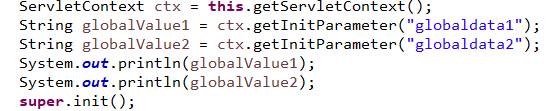 ServletContext ctx = this.getServletContext();
String globalValue1 = ctx.getInitParameter("globaldata1");
String globalValue2 = ctx.getInitParameter("globaldata2");
System.out.println(globalValue1);
System.out.println(globalValue2);
super.init();